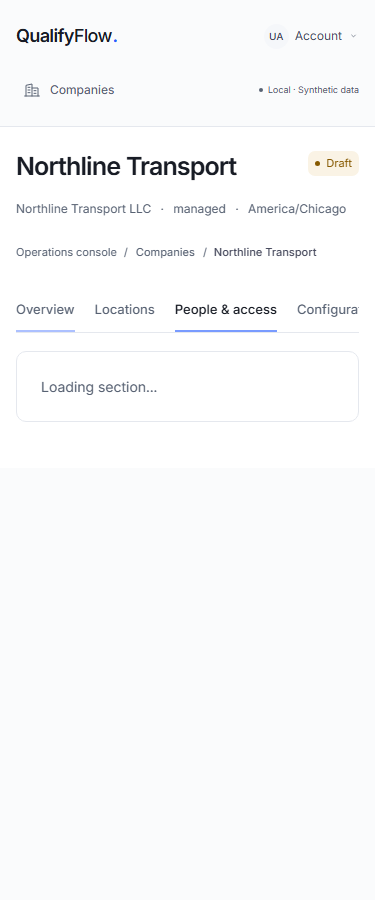 QualifyFlow.
UA Account
Companies
Local · Synthetic data
Northline Transport
Draft
Northline Transport LLC · managed · America/Chicago
Operations console / Companies / Northline Transport
Overview Locations People & access Configura
Loading section...